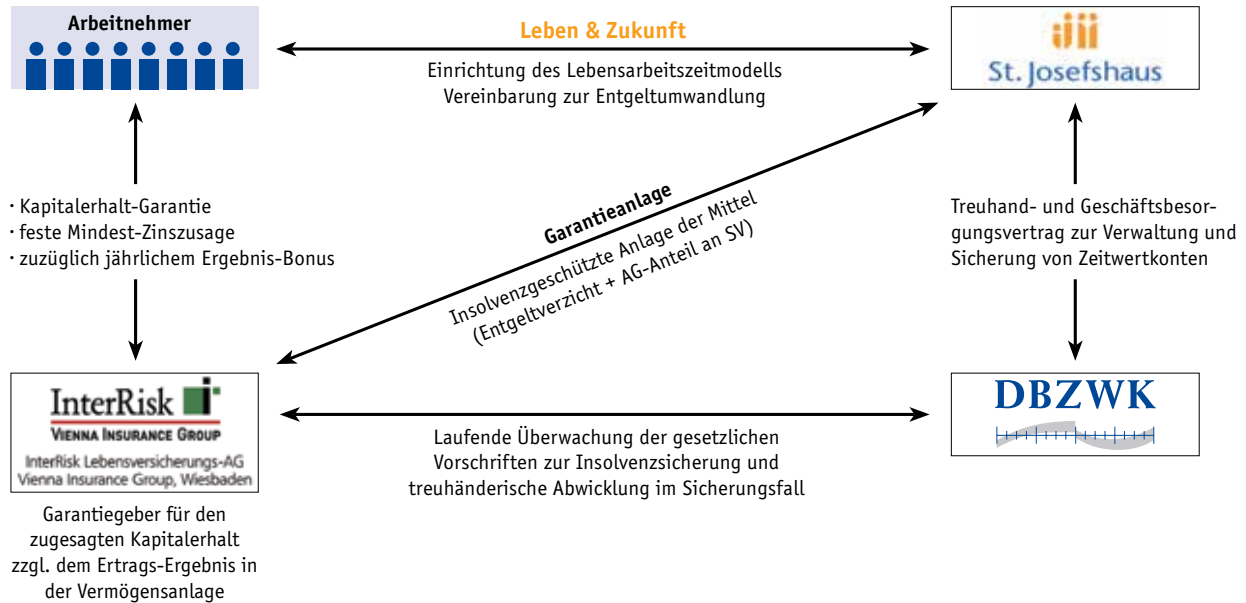 Arbeitnehmer
Leben & Zukunft
Einrichtung des Lebensarbeitszeitmodells
Vereinbarung zur Entgeltumwandlung
St. Josefshaus
· Kapitalerhalt-Garantie
· feste Mindest-Zinszusage
· zuzüglich jährlichem Ergebnis-Bonus
Garantieanlage
Insolvenzgeschützte Anlage der Mittel
(Entgeltverzicht + AG-Anteil an SV)
Treuhand- und Geschäftsbesor-
gungsvertrag zur Verwaltung und
Sicherung von Zeitwertkonten
InterRisk
VIENNA INSURANCE GROUP
InterRisk Lebensversicherungs-AG
Vienna Insurance Group, Wiesbaden
Garantiegeber für den
zugesagten Kapitalerhalt
zzgl. dem Ertrags-Ergebnis in
der Vermögensanlage
Laufende Überwachung der gesetzlichen
Vorschriften zur Insolvenzsicherung und
treuhänderische Abwicklung im Sicherungsfall
DBZWK